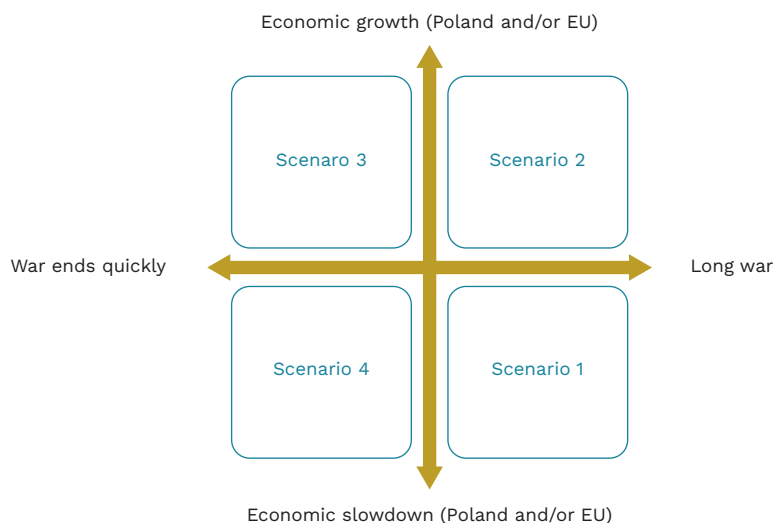 Economic growth (Poland and/or EU)
Scenaro 3
Scenario 2
War ends quickly
Long war
Scenario 4
Scenario 1
Economic slowdown (Poland and/or EU)